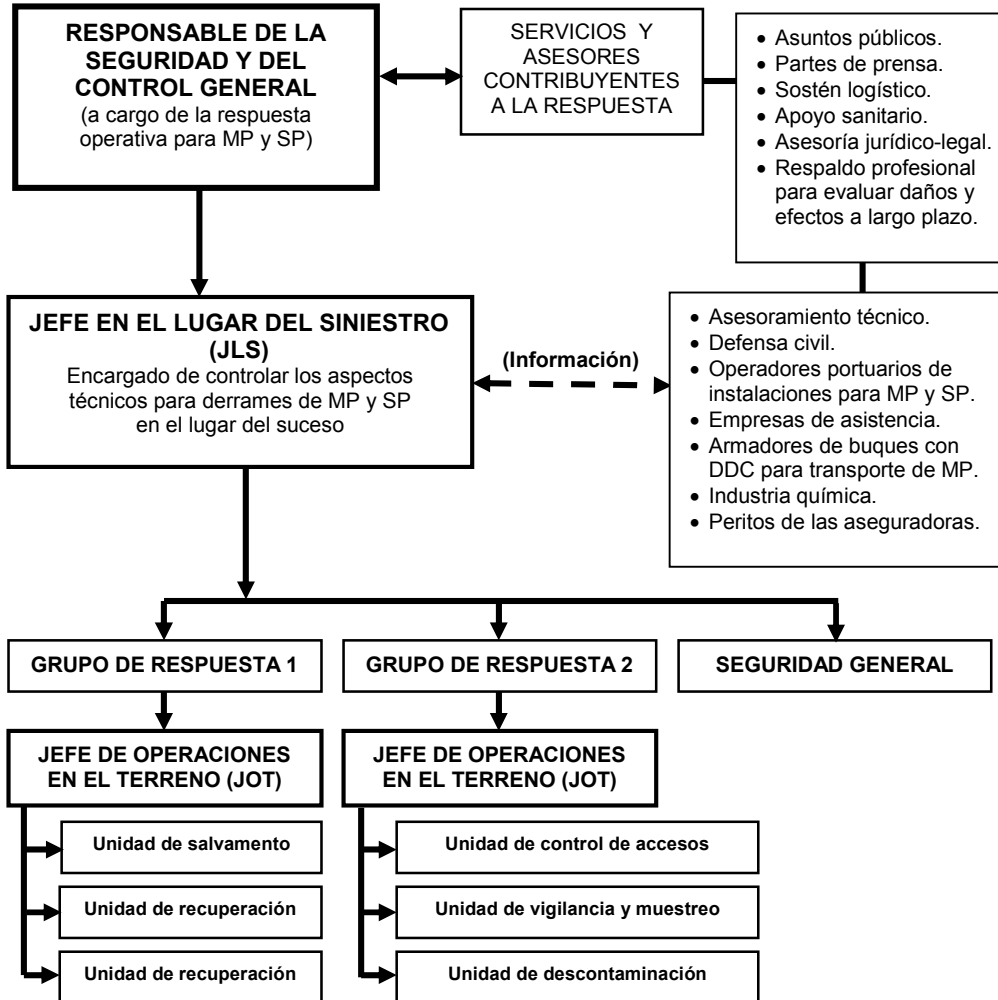 RESPONSABLE DE LA
SEGURIDAD Y DEL
CONTROL GENERAL
(a cargo de la respuesta
operativa para MP y SP)
SERVICIOS Y
ASESORES
CONTRIBUYENTES
A LA RESPUESTA
• Asuntos públicos.
• Partes de prensa.
• Sostén logístico.
• Apoyo sanitario.
• Asesoría jurídico-legal.
• Respaldo profesional
para evaluar daños y
efectos a largo plazo.
JEFE EN EL LUGAR DEL SINIESTRO
(JLS)
Encargado de controlar los aspectos
técnicos para derrames de MP y SP
en el lugar del suceso
(Información)
• Asesoramiento técnico.
• Defensa civil.
• Operadores portuarios de
instalaciones para MP y SP.
• Empresas de asistencia.
• Armadores de buques con
DDC para transporte de MP.
• Industria química.
• Peritos de las aseguradoras.
GRUPO DE RESPUESTA 1
GRUPO DE RESPUESTA 2
SEGURIDAD GENERAL
JEFE DE OPERACIONES
EN EL TERRENO (JOT)
JEFE DE OPERACIONES
EN EL TERRENO (JOT)
Unidad de salvamento
Unidad de control de accesos
Unidad de recuperación
Unidad de vigilancia y muestreo
Unidad de recuperación
Unidad de descontaminación